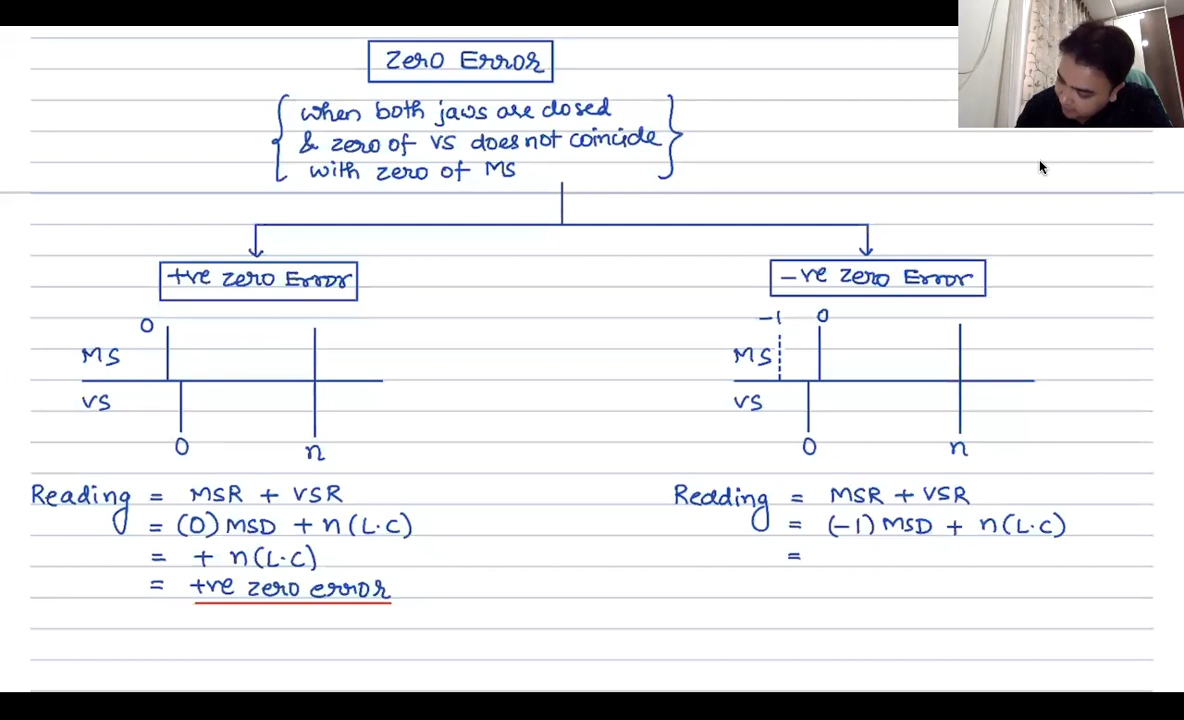 Zero Error
when both jaws are closed
& zero of VS does not coincide
with zero of MS
+ve zero Error
-ve zero Error
0
MS
VS
0 n
-1 0
MS
VS
0 n
Reading = MSR + VSR
= (0) MSD + n(L.C)
= + n(L.C)
= +ve zero error
Reading = MSR + VSR
= (-1) MSD + n(L.C)
=